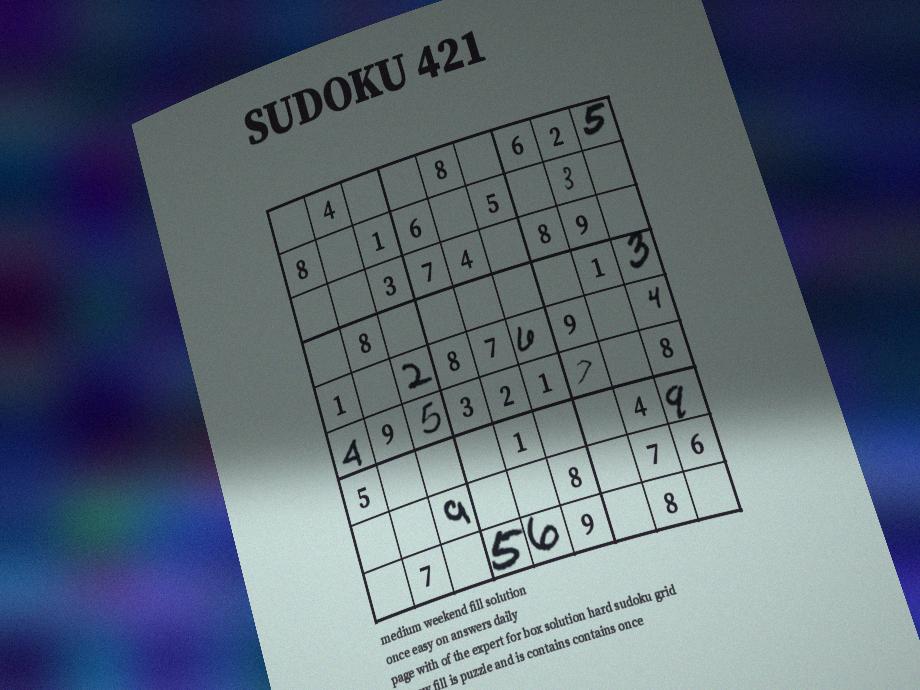 SUDOKU 421
4 8 6 2 5
8 1 6 5 3
3 7 4 8 9
8 1 3
1 2 8 7 6 9 4
4 9 5 3 2 1 7 8
5 1 4 9
9 8 7 6
7 5 6 9 8
medium weekend fill solution
once easy on answers daily
page with of the expert for box solution hard sudoku grid
fill is puzzle and is contains contains once